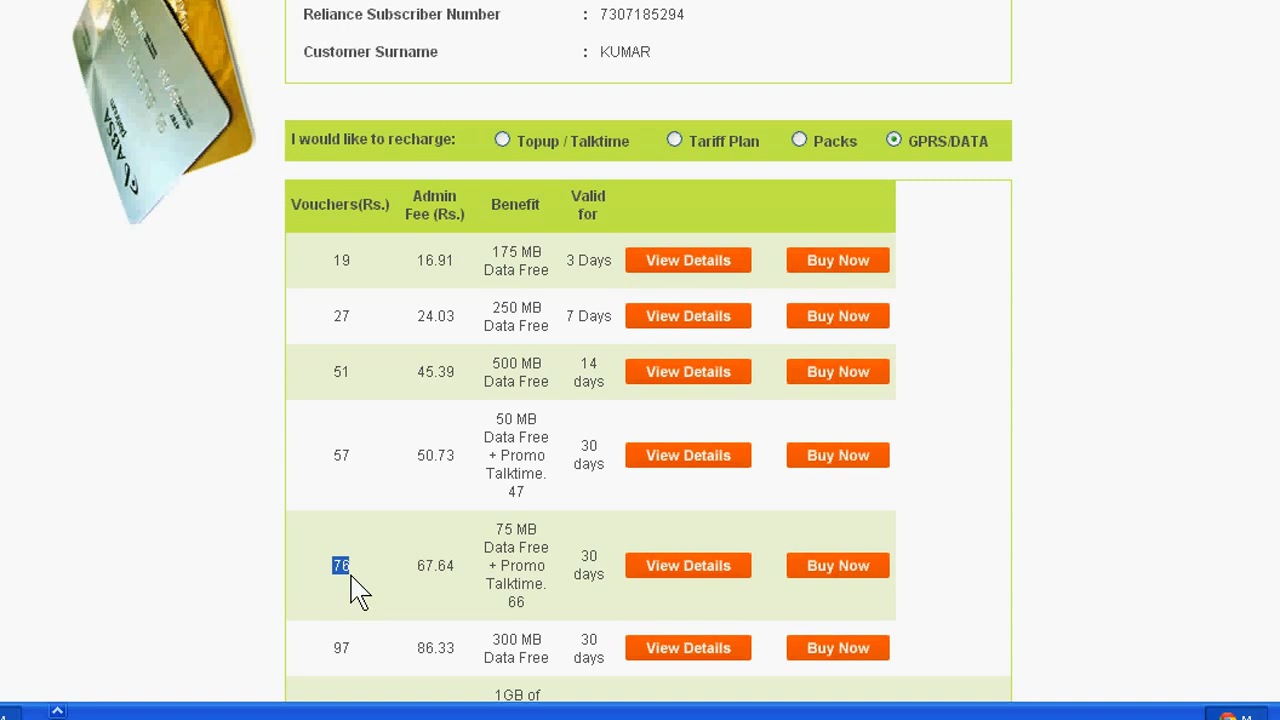 Reliance Subscriber Number : 7307185294
Customer Surname : KUMAR
ABSA
platinum
I would like to recharge: Topup / Talktime Tariff Plan Packs GPRS/DATA
Vouchers(Rs.) Admin Fee (Rs.) Benefit Valid for
19 16.91 175 MB Data Free 3 Days View Details Buy Now
27 24.03 250 MB Data Free 7 Days View Details Buy Now
51 45.39 500 MB Data Free 14 days View Details Buy Now
57 50.73 50 MB Data Free + Promo Talktime. 47 30 days View Details Buy Now
76 67.64 75 MB Data Free + Promo Talktime. 66 30 days View Details Buy Now
97 86.33 300 MB Data Free 30 days View Details Buy Now
1GB of